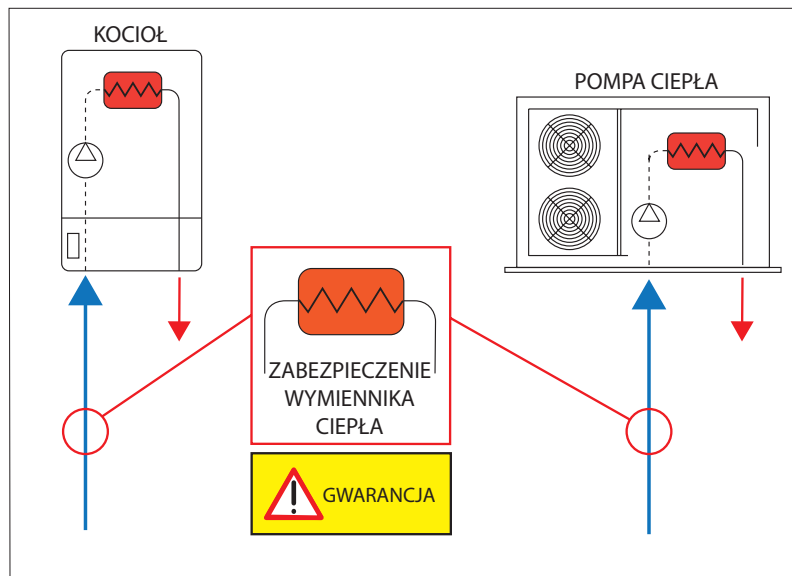 KOCIOŁ
POMPA CIEPŁA
ZABEZPIECZENIE
WYMIENNIKA
CIEPŁA
GWARANCJA